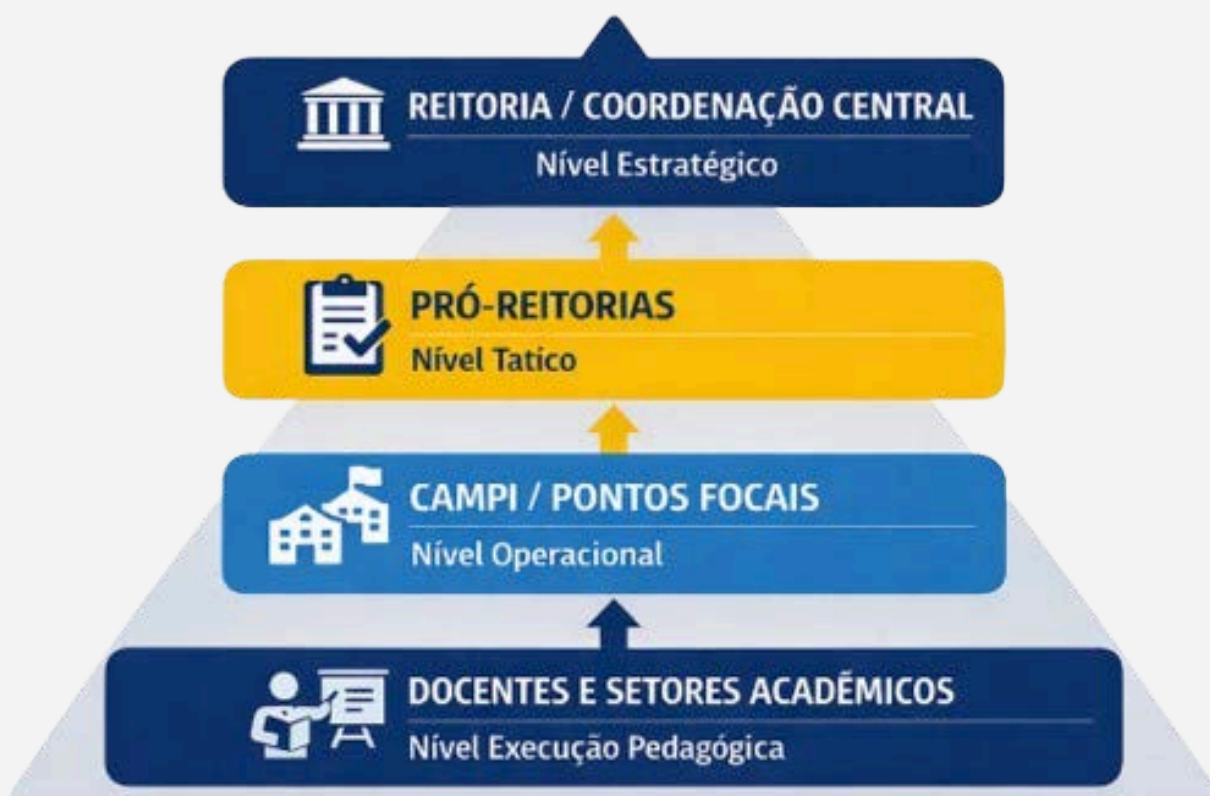 REITORIA / COORDENAÇÃO CENTRAL
Nível Estratégico
PRÓ-REITORIAS
Nível Tatico
CAMPI / PONTOS FOCAIS
Nível Operacional
DOCENTES E SETORES ACADÊMICOS
Nível Execução Pedagógica